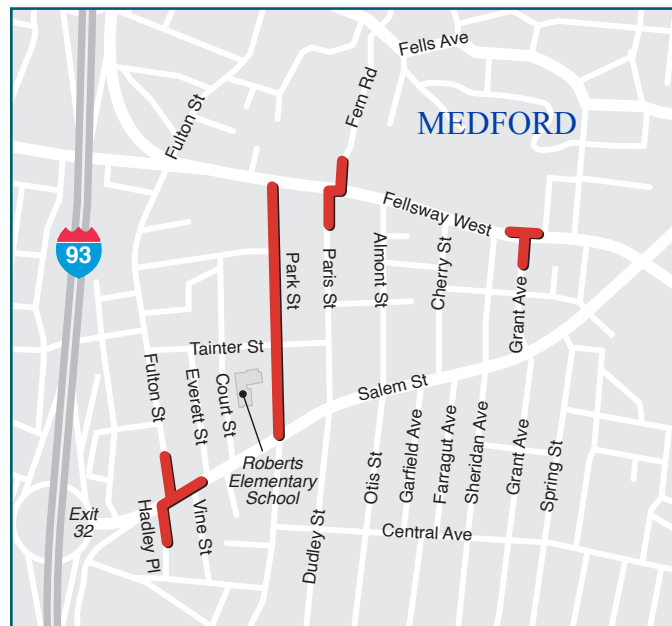 Fells Ave
Fern Rd
MEDFORD
Fulton St
Fellsway West
93
Park St
Paris St
Almont St
Cherry St
Grant Ave
Tainter St
Salem St
Fulton St
Everett St
Court St
Roberts
Elementary
School
Otis St
Garfield Ave
Farragut Ave
Sheridan Ave
Grant Ave
Spring St
Exit
32
Hadley Pl
Vine St
Dudley St
Central Ave